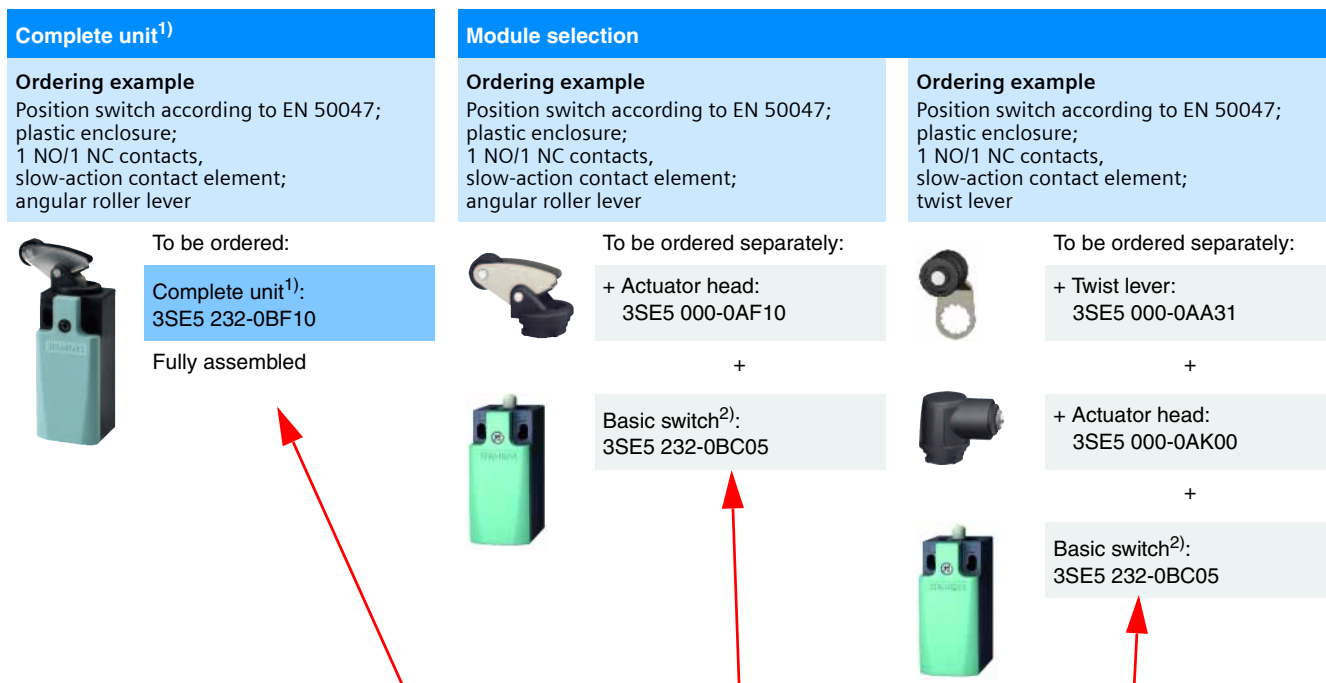 Complete unit1)
Ordering example
Position switch according to EN 50047;
plastic enclosure;
1 NO/1 NC contacts,
slow-action contact element;
angular roller lever
To be ordered:
Complete unit1):
3SE5 232-0BF10
Fully assembled
Module selection
Ordering example
Position switch according to EN 50047;
plastic enclosure;
1 NO/1 NC contacts,
slow-action contact element;
angular roller lever
To be ordered separately:
+ Actuator head:
3SE5 000-0AF10
+
Basic switch2):
3SE5 232-0BC05
Ordering example
Position switch according to EN 50047;
plastic enclosure;
1 NO/1 NC contacts,
slow-action contact element;
twist lever
To be ordered separately:
+ Twist lever:
3SE5 000-0AA31
+
+ Actuator head:
3SE5 000-0AK00
+
Basic switch2):
3SE5 232-0BC05